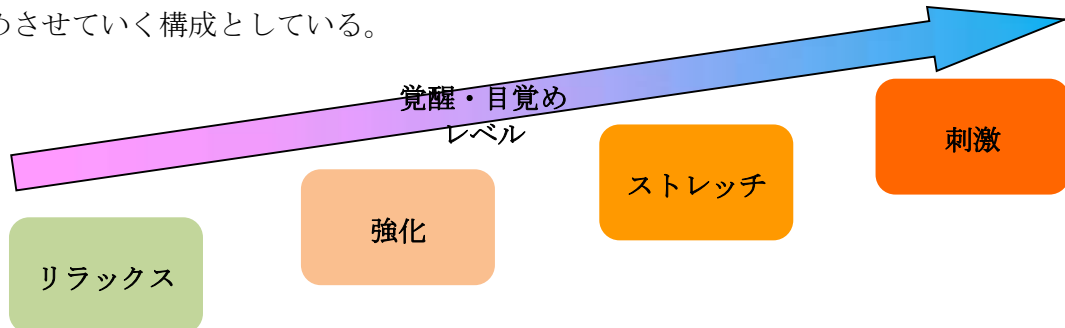 めさせていく構成としている。
覚醒・目覚め
レベル
刺激
ストレッチ
強化
リラックス